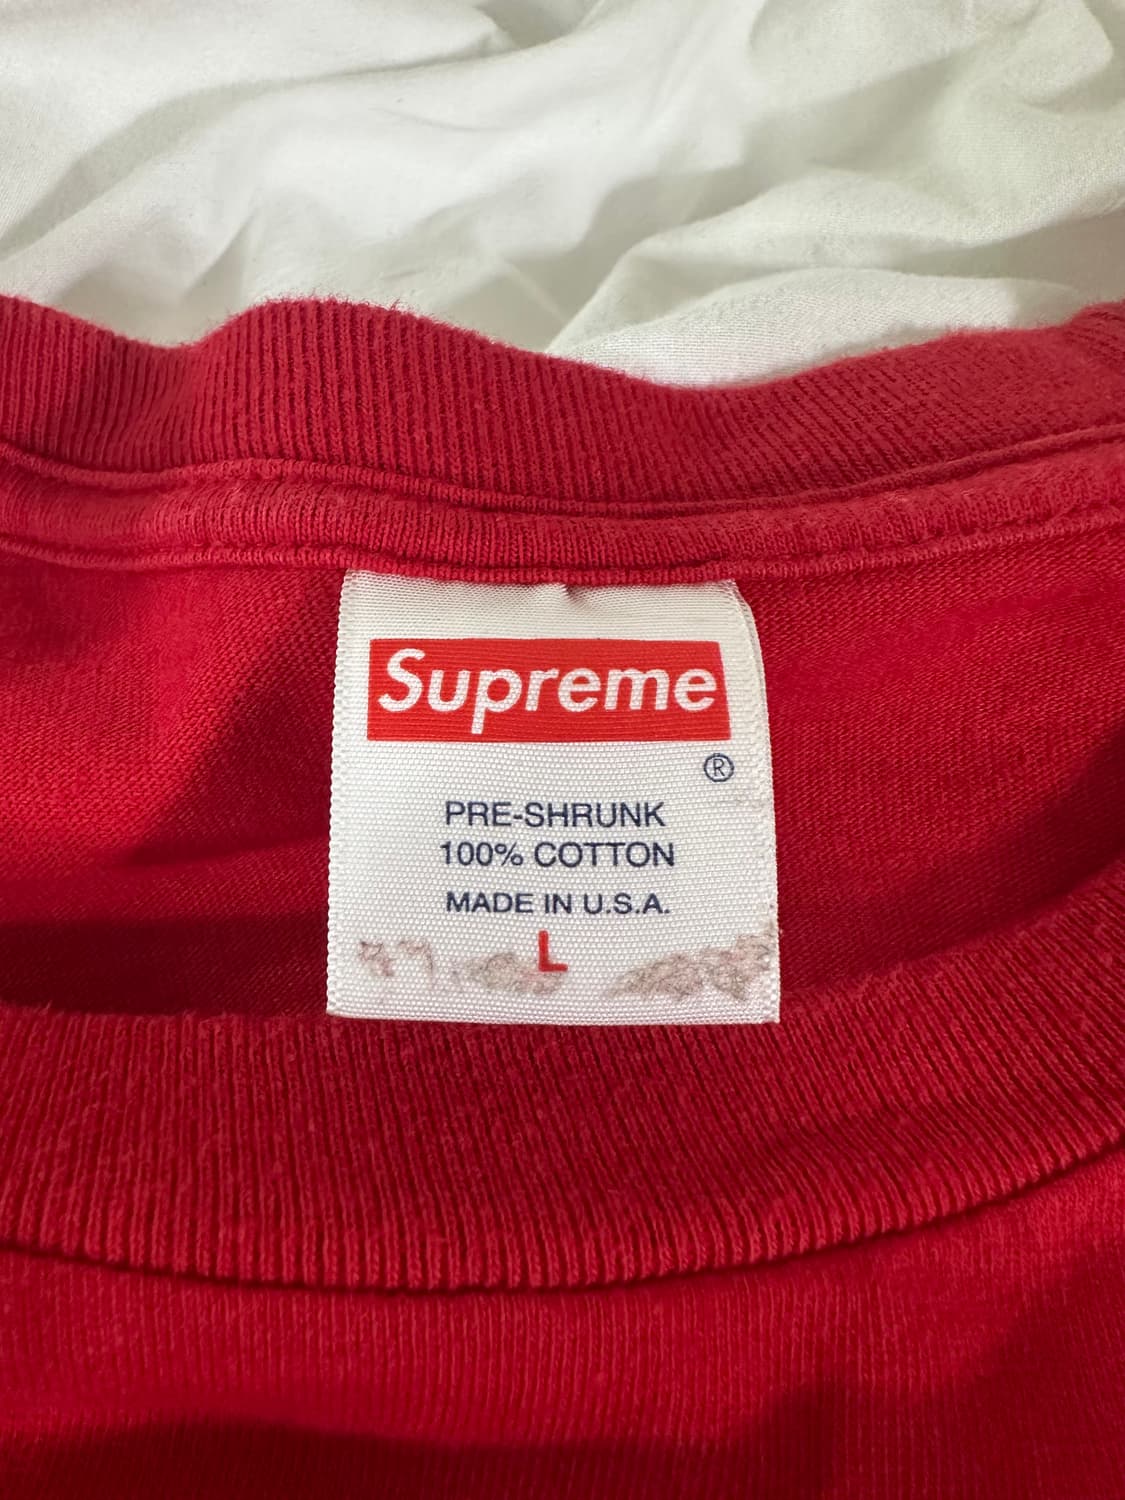 Supreme
®
PRE-SHRUNK
100% COTTON
MADE IN U.S.A.
L